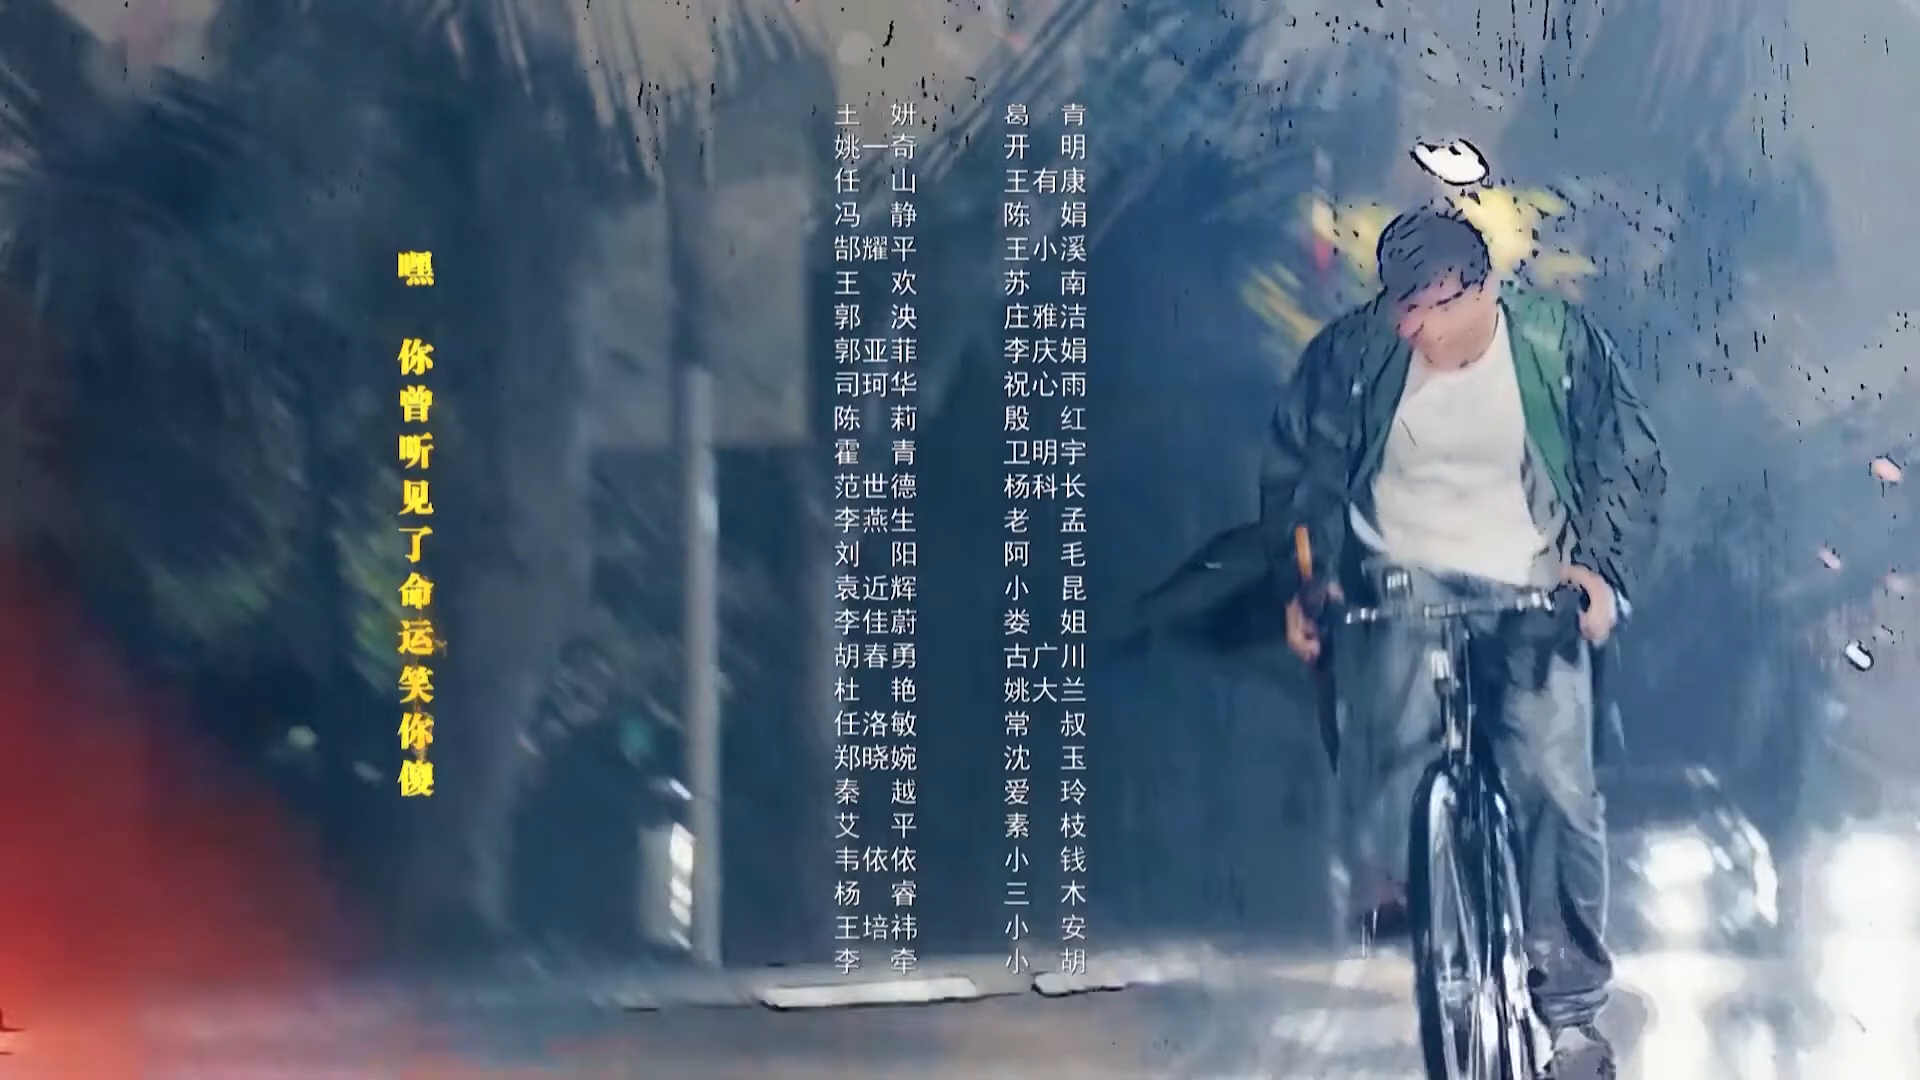 嘿 你曾听见了命运笑你傻
王妍 葛青
姚一奇 开明
任山 王有康
冯静 陈娟
郜耀平 王小溪
王欢 苏南
郭泱 庄雅洁
郭亚菲 李庆娟
司珂华 祝心雨
陈莉 殷红
霍青 卫明宇
范世德 杨科长
李燕生 老孟
刘阳 阿毛
袁近辉 小昆
李佳蔚 娄姐
胡春勇 古广川
杜艳 姚大兰
任洛敏 常叔
郑晓婉 沈玉
秦越 爱玲
艾平 素枝
韦依依 小钱
杨睿 三木
王培祎 小安
李牵 小胡